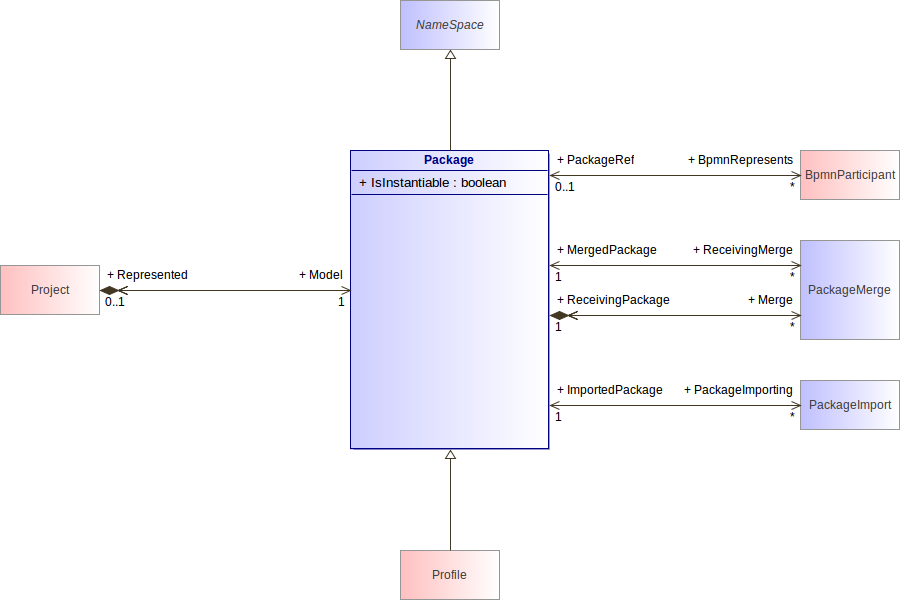 NameSpace
Package
+ IsInstantiable : boolean
+ PackageRef
+ BpmnRepresents
0..1
*
BpmnParticipant
+ MergedPackage
+ ReceivingMerge
1
*
PackageMerge
+ ReceivingPackage
+ Merge
1
*
Project
+ Represented
+ Model
0..1
1
+ ImportedPackage
+ PackageImporting
1
*
PackageImport
Profile